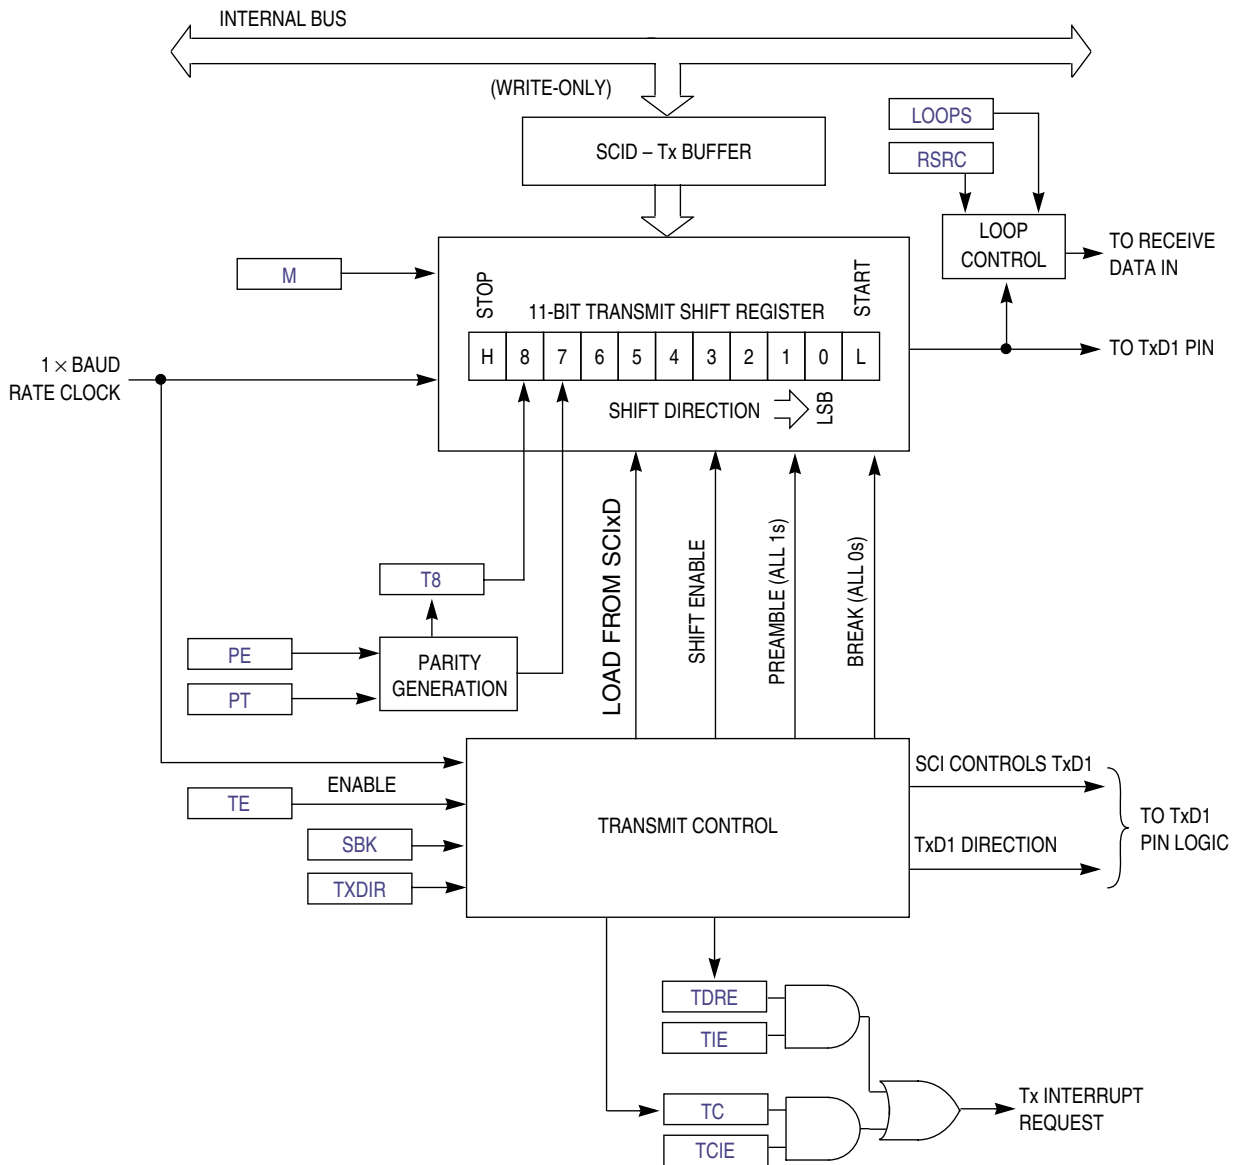 INTERNAL BUS
(WRITE-ONLY)
SCID – Tx BUFFER
LOOPS
RSRC
LOOP
CONTROL
TO RECEIVE
DATA IN
M
STOP
11-BIT TRANSMIT SHIFT REGISTER
START
H 8 7 6 5 4 3 2 1 0 L
TO TxD1 PIN
1 × BAUD
RATE CLOCK
SHIFT DIRECTION
LSB
LOAD FROM SCIxD
SHIFT ENABLE
PREAMBLE (ALL 1s)
BREAK (ALL 0s)
T8
PE
PT
PARITY
GENERATION
ENABLE
TE
SBK
TXDIR
TRANSMIT CONTROL
SCI CONTROLS TxD1
TxD1 DIRECTION
TO TxD1
PIN LOGIC
TDRE
TIE
TC
TCIE
Tx INTERRUPT
REQUEST